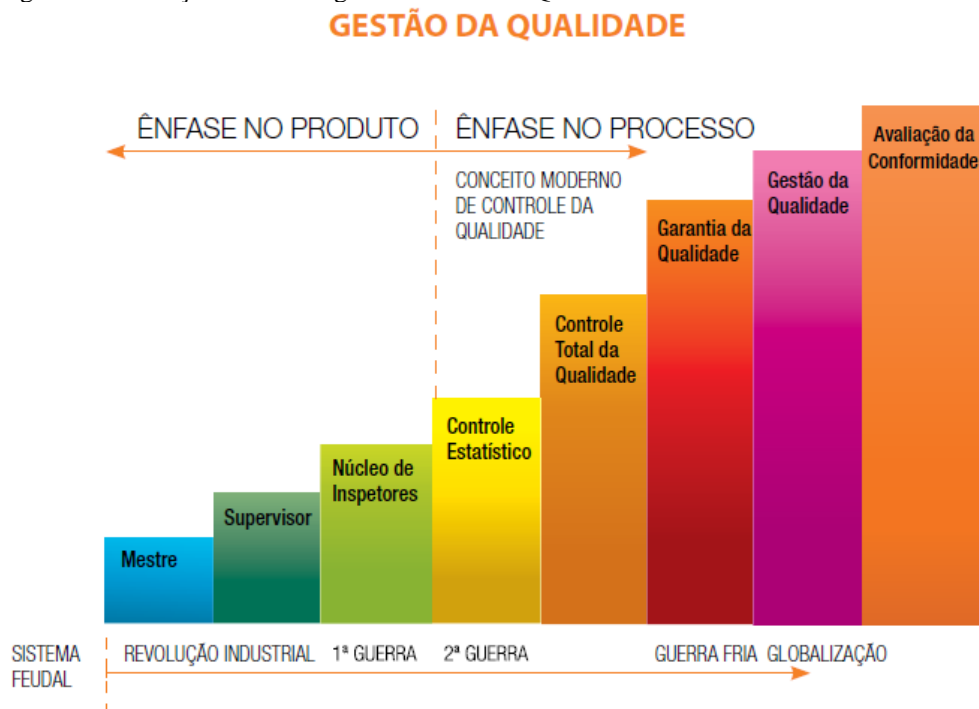 GESTÃO DA QUALIDADE
ÊNFASE NO PRODUTO
ÊNFASE NO PROCESSO
CONCEITO MODERNO
DE CONTROLE DA
QUALIDADE
Mestre
Supervisor
Núcleo de
Inspetores
Controle
Estatístico
Controle
Total da
Qualidade
Garantia da
Qualidade
Gestão da
Qualidade
Avaliação da
Conformidade
SISTEMA
FEUDAL
REVOLUÇÃO INDUSTRIAL
1ª GUERRA
2ª GUERRA
GUERRA FRIA
GLOBALIZAÇÃO